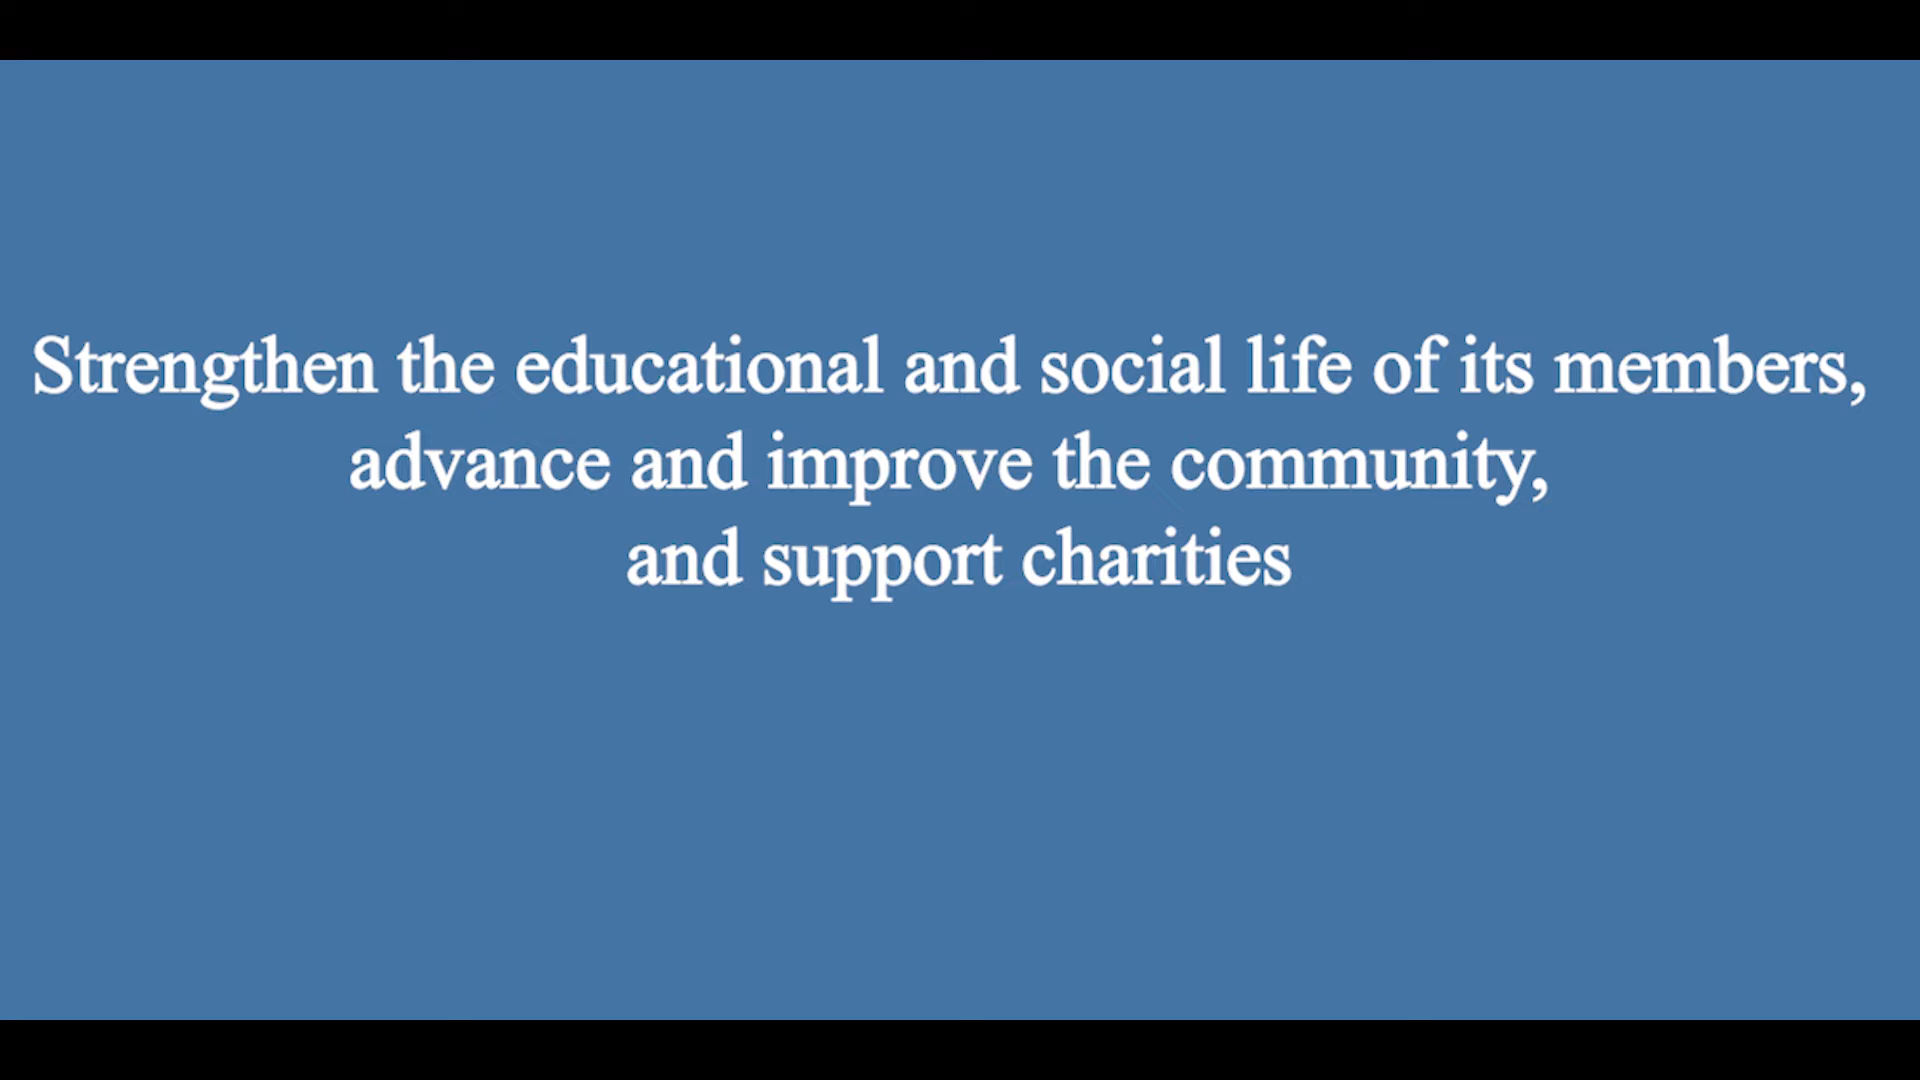 Strengthen the educational and social life of its members,
advance and improve the community,
and support charities